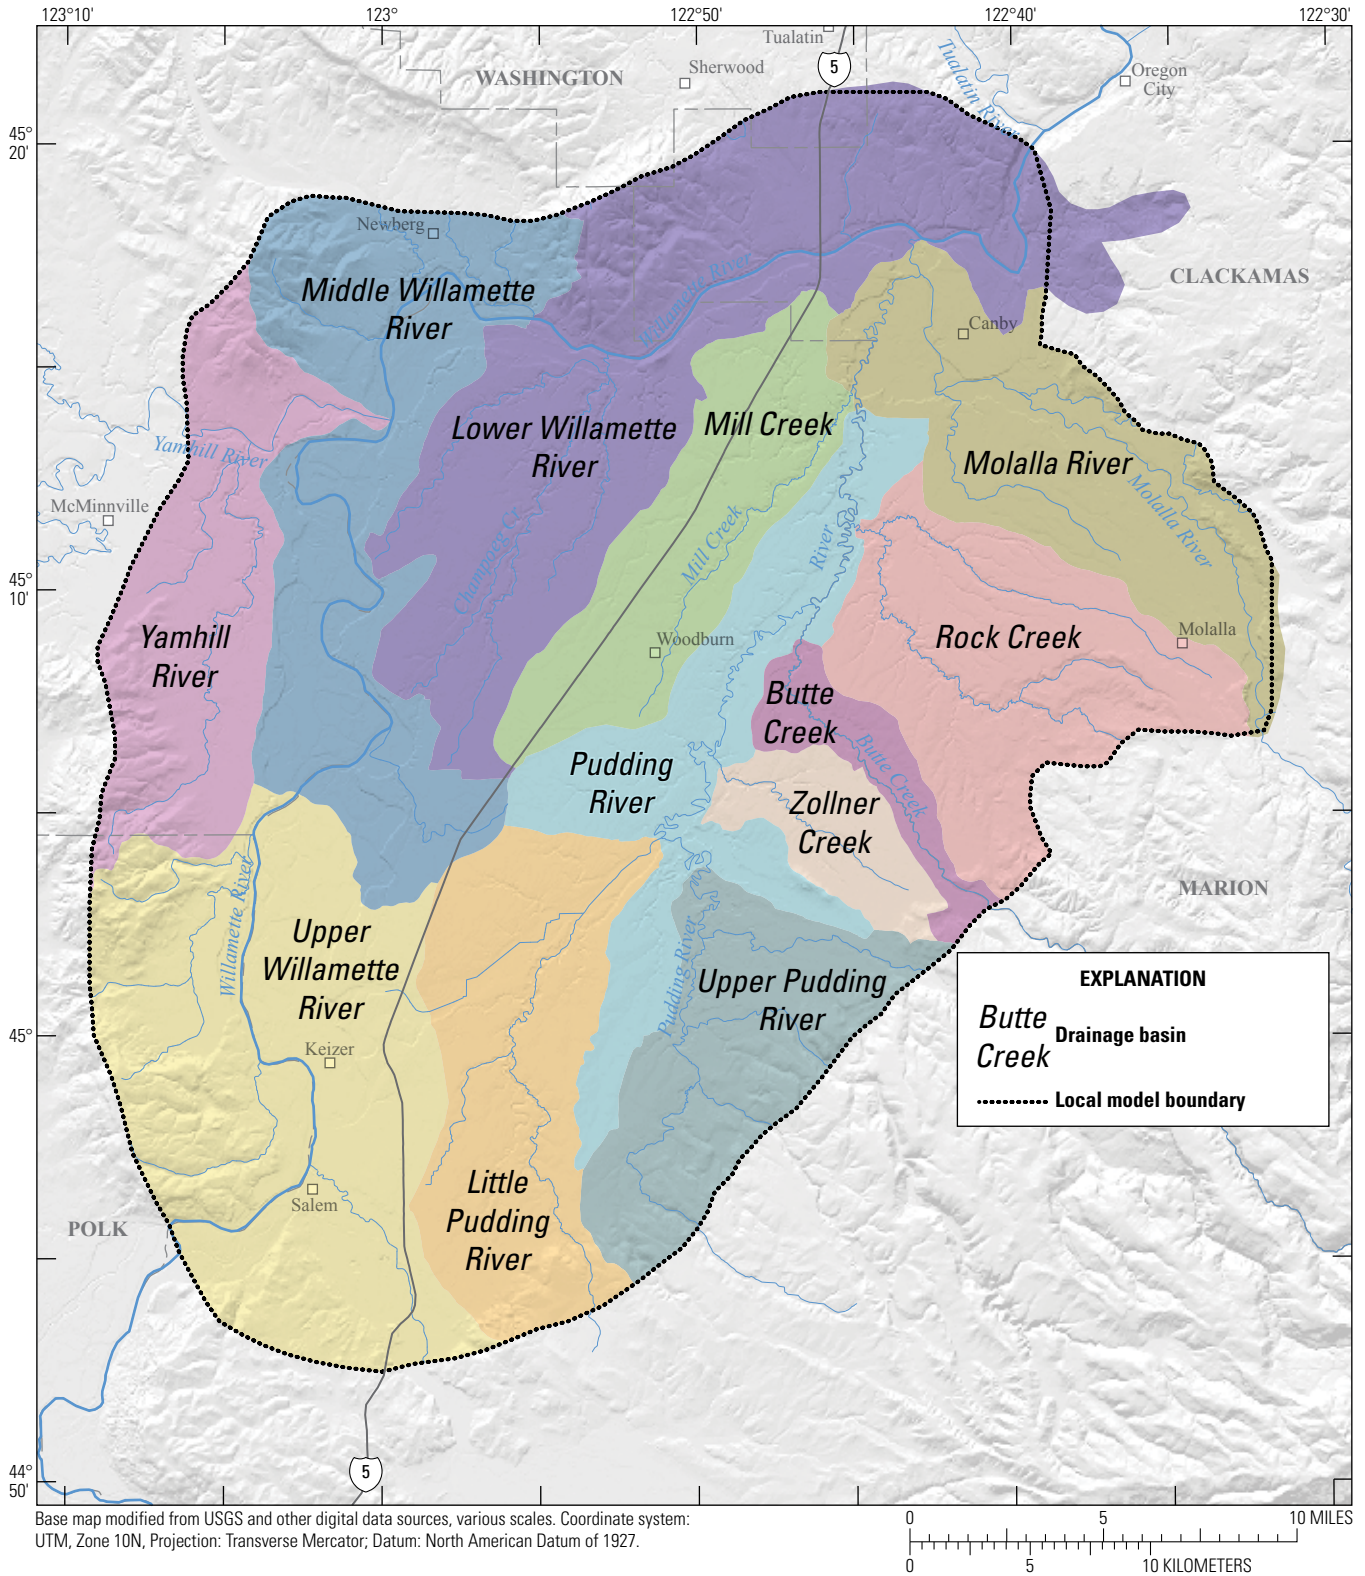 123°10'
123°
122°50'
122°40'
122°30'
Tualatin
5
WASHINGTON
Sherwood
Tualatin River
Oregon
City
45°
20'
Newberg
Middle Willamette
River
Willamette River
CLACKAMAS
Canby
Lower Willamette
River
Mill Creek
Molalla River
Yamhill River
McMinnville
Molalla River
Champoeg Cr.
Mill Creek
River
45°
10'
Yamhill
River
Woodburn
Rock Creek
Molalla
Butte
Creek
Butte Creek
Pudding
River
Zollner
Creek
Willamette River
MARION
Upper
Willamette
River
Pudding River
Upper Pudding
River
EXPLANATION
Butte
Creek
Drainage basin
Local model boundary
45°
Keizer
Salem
Little
Pudding
River
POLK
5
44°
50'
Base map modified from USGS and other digital data sources, various scales. Coordinate system:
UTM, Zone 10N, Projection: Transverse Mercator; Datum: North American Datum of 1927.
0 5 10 MILES
0 5 10 KILOMETERS